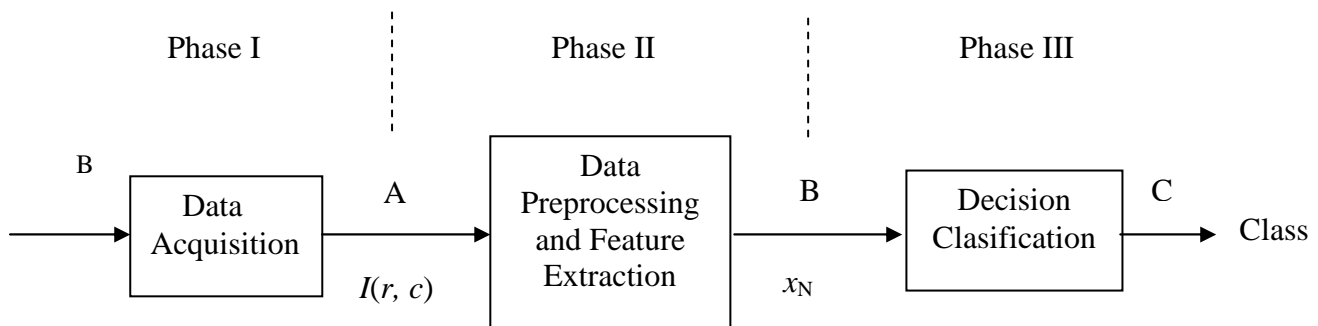 Phase I
Phase II
Phase III
B
Data
Acquisition
A
I(r, c)
Data
Preprocessing
and Feature
Extraction
B
xN
Decision
Clasification
C
Class